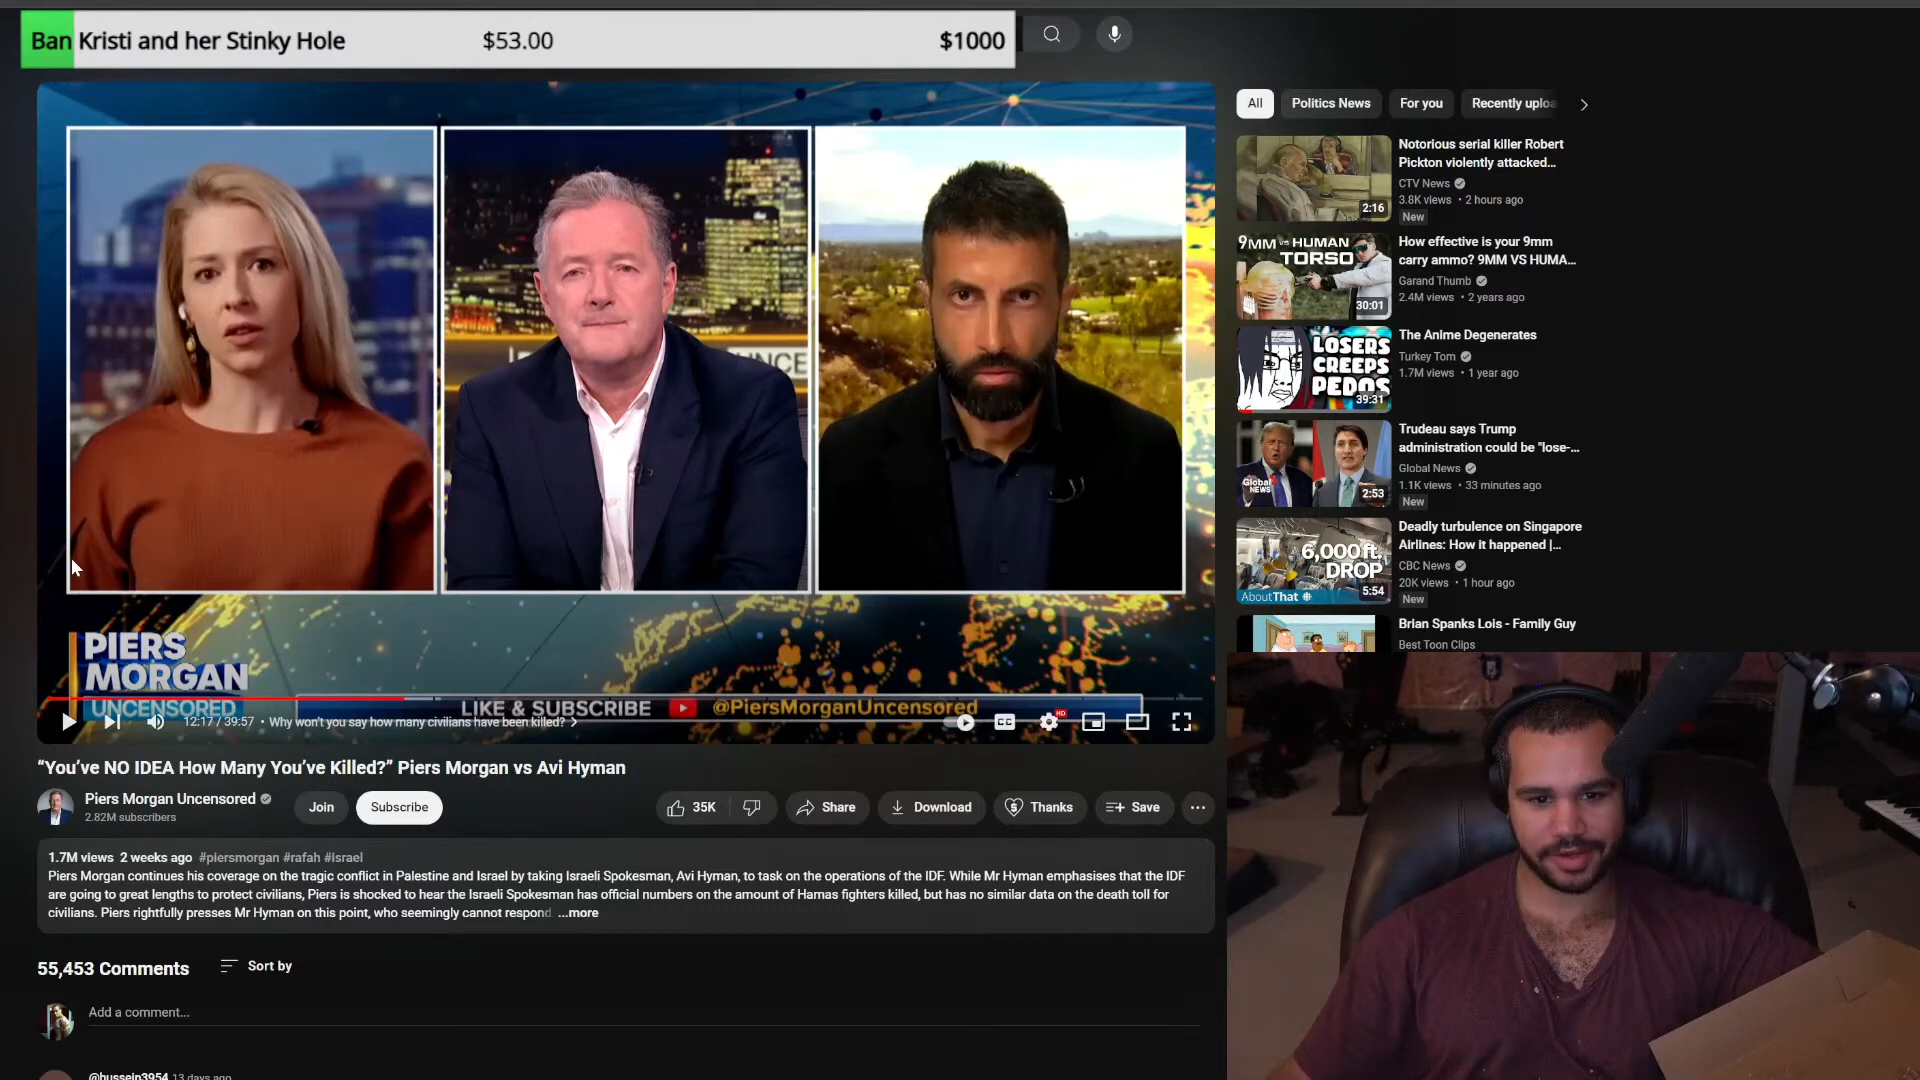 Ban Kristi and her Stinky Hole $53.00 $1000
All Politics News For you Recently uploa
PIERS
MORGAN
UNCENSORED
LIKE & SUBSCRIBE @PiersMorganUncensored
12:17 / 39:57 • Why won't you say how many civilians have been killed? >
CC HD
“You’ve NO IDEA How Many You’ve Killed?” Piers Morgan vs Avi Hyman
Piers Morgan Uncensored
2.82M subscribers
Join Subscribe 35K Share Download Thanks Save ...
1.7M views 2 weeks ago #piersmorgan #rafah #israel
Piers Morgan continues his coverage on the tragic conflict in Palestine and Israel by taking Israeli Spokesman, Avi Hyman, to task on the operations of the IDF. While Mr Hyman emphasises that the IDF
are going to great lengths to protect civilians, Piers is shocked to hear the Israeli Spokesman has official numbers on the amount of Hamas fighters killed, but has no similar data on the death toll for
civilians. Piers rightfully presses Mr Hyman on this point, who seemingly cannot respond. ...more
55,453 Comments Sort by
Add a comment...
@hussein3954 13 days ago
Notorious serial killer Robert
Pickton violently attacked...
CTV News
3.8K views • 2 hours ago
New
2:16
9MM vs HUMAN
TORSO
30:01
How effective is your 9mm
carry ammo? 9MM VS HUMA...
Garand Thumb
2.4M views • 2 years ago
LOSERS
CREEPS
PEDOS
39:31
The Anime Degenerates
Turkey Tom
1.7M views • 1 year ago
Global
NEWS
2:53
Trudeau says Trump
administration could be "lose-...
Global News
1.1K views • 33 minutes ago
New
6,000 ft.
DROP
About That
5:54
Deadly turbulence on Singapore
Airlines: How it happened |...
CBC News
20K views • 1 hour ago
New
Brian Spanks Lois - Family Guy
Best Toon Clips